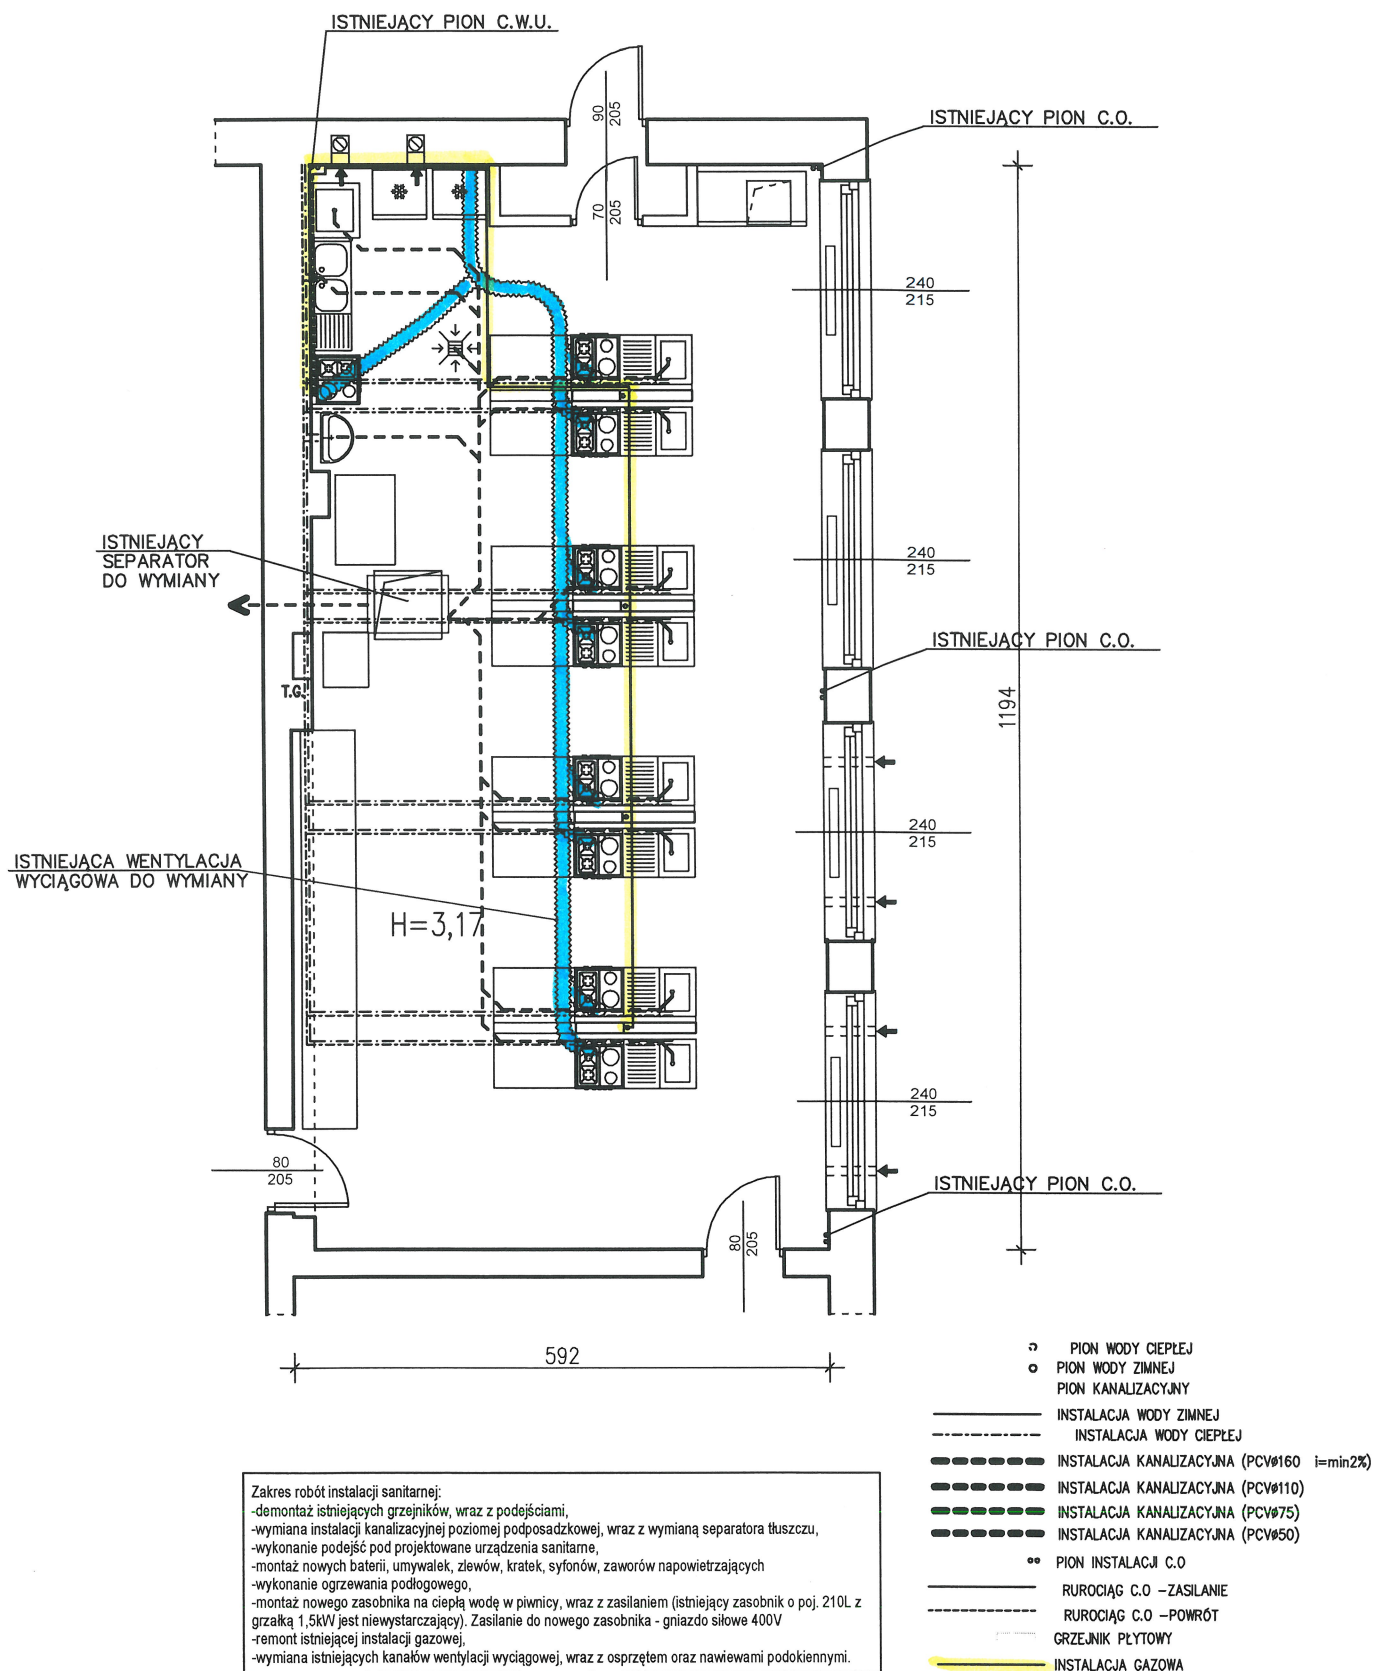 ISTNIEJĄCY PION C.W.U.
90
205
ISTNIEJĄCY PION C.O.
70
205
240
215
ISTNIEJĄCY
SEPARATOR
DO WYMIANY
240
215
ISTNIEJĄCY PION C.O.
T.G.
1194
240
215
ISTNIEJĄCA WENTYLACJA
WYCIĄGOWA DO WYMIANY
H=3,17
240
215
80
205
ISTNIEJĄCY PION C.O.
80
205
592
PION WODY CIEPŁEJ
PION WODY ZIMNEJ
PION KANALIZACYJNY
INSTALACJA WODY ZIMNEJ
INSTALACJA WODY CIEPŁEJ
INSTALACJA KANALIZACYJNA (PCVø160 i=min2%)
INSTALACJA KANALIZACYJNA (PCVø110)
INSTALACJA KANALIZACYJNA (PCVø75)
INSTALACJA KANALIZACYJNA (PCVø50)
PION INSTALACJI C.O
RUROCIĄG C.O -ZASILANIE
RUROCIĄG C.O -POWRÓT
GRZEJNIK PŁYTOWY
INSTALACJA GAZOWA
Zakres robót instalacji sanitarnej:
-demontaż istniejących grzejników, wraz z podejściami,
-wymiana instalacji kanalizacyjnej poziomej podposadzkowej, wraz z wymianą separatora tłuszczu,
-wykonanie podejść pod projektowane urządzenia sanitarne,
-montaż nowych baterii, umywalek, zlewów, kratek, syfonów, zaworów napowietrzających
-wykonanie ogrzewania podłogowego,
-montaż nowego zasobnika na ciepłą wodę w piwnicy, wraz z zasilaniem (istniejący zasobnik o poj. 210L z
grzałką 1,5kW jest niewystarczający). Zasilanie do nowego zasobnika - gniazdo siłowe 400V
-remont istniejącej instalacji gazowej,
-wymiana istniejących kanałów wentylacji wyciągowej, wraz z osprzętem oraz nawiewami podokiennymi.